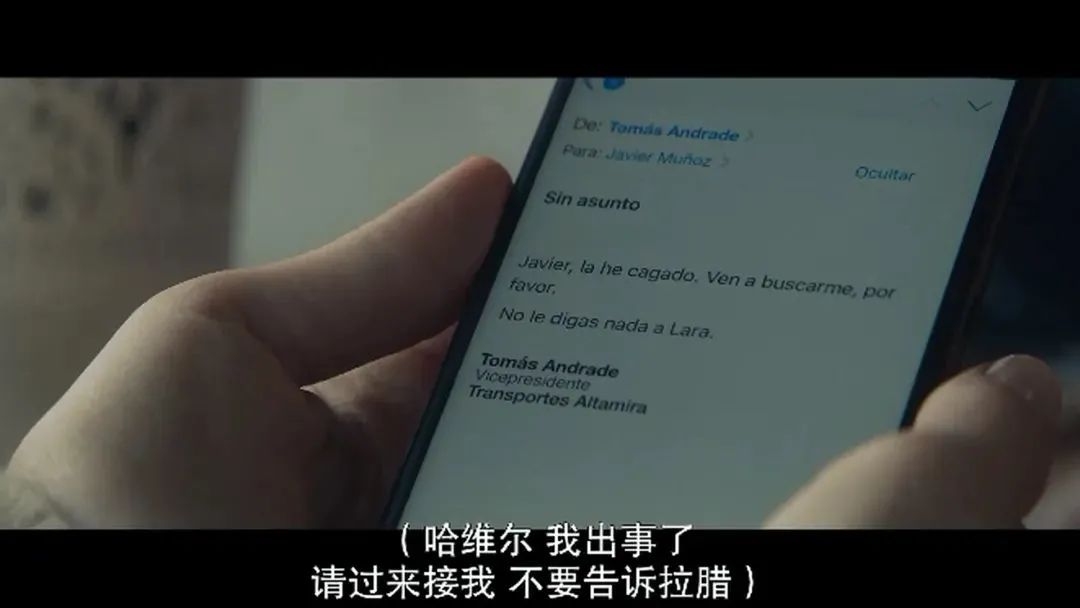 De: Tomás Andrade
Para: Javier Muñoz
Ocultar
Sin asunto
Javier, la he cagado. Ven a buscarme, por
favor.
No le digas nada a Lara.
Tomás Andrade
Vicepresidente
Transportes Altamira
（哈维尔 我出事了
请过来接我 不要告诉拉腊）